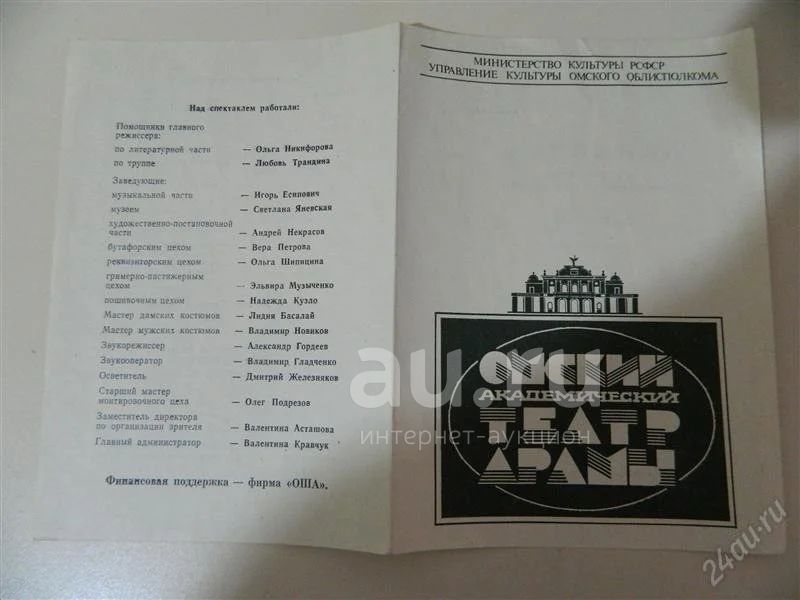 Над спектаклем работали:
Помощники главного
режиссера:
по литературной части — Ольга Никифорова
по труппе — Любовь Трандина
Заведующие:
музыкальной части — Игорь Есипович
музеем — Светлана Яневская
художественно-постановочной
части — Андрей Некрасов
бутафорским цехом — Вера Петрова
реквизиторским цехом — Ольга Шипицина
гримерно-пастижерным
цехом — Эльвира Музыченко
пошивочным цехом — Надежда Кузло
Мастер дамских костюмов — Лидия Басалай
Мастер мужских костюмов — Владимир Новиков
Звукорежиссер — Александр Гордеев
Звукооператор — Владимир Гладченко
Осветитель — Дмитрий Железняков
Старший мастер
монтировочного цеха — Олег Подрезов
Заместитель директора
по организации зрителя — Валентина Асташова
Главный администратор — Валентина Кравчук
Финансовая поддержка — фирма «ОША».
МИНИСТЕРСТВО КУЛЬТУРЫ РСФСР
УПРАВЛЕНИЕ КУЛЬТУРЫ ОМСКОГО ОБЛИСПОЛКОМА
ОМСКИЙ
АКАДЕМИЧЕСКИЙ
ТЕАТР
ДРАМЫ
au.ru
интернет-аукцион
24au.ru